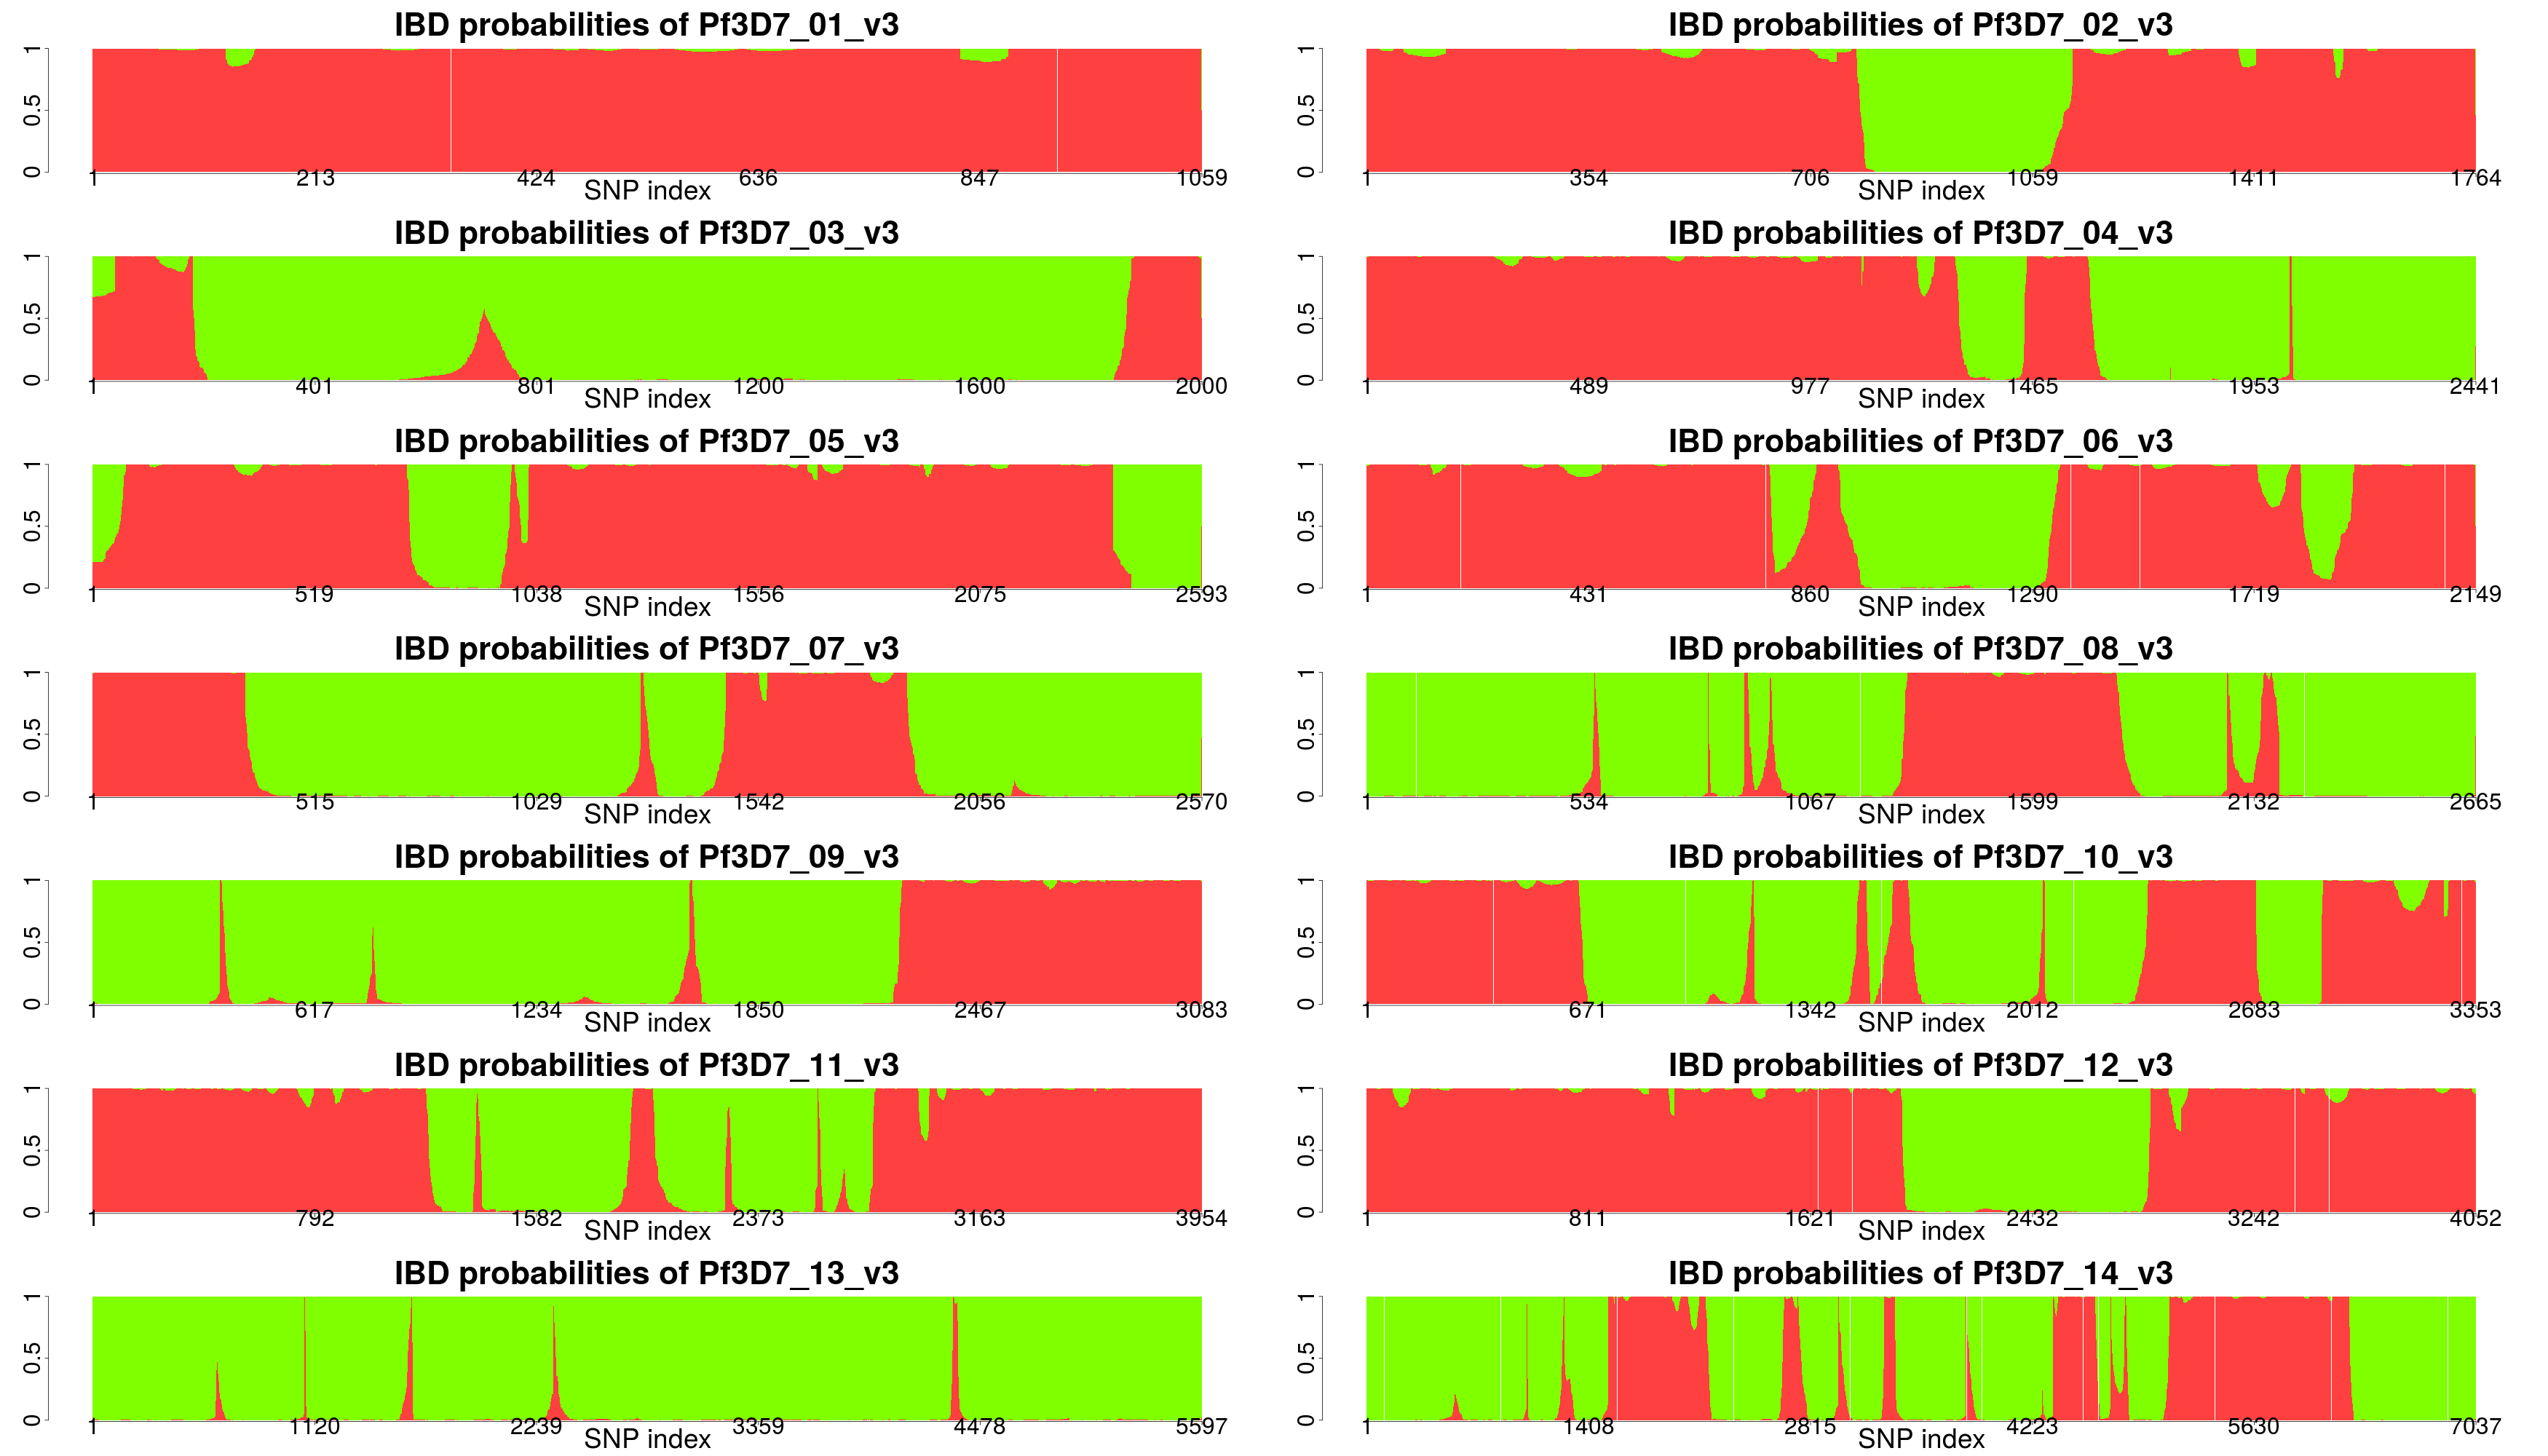 IBD probabilities of Pf3D7_01_v3
0 0.5 1
1 213 424 636 847 1059
SNP index
IBD probabilities of Pf3D7_02_v3
0 0.5 1
1 354 706 1059 1411 1764
SNP index
IBD probabilities of Pf3D7_03_v3
0 0.5 1
1 401 801 1200 1600 2000
SNP index
IBD probabilities of Pf3D7_04_v3
0 0.5 1
1 489 977 1465 1953 2441
SNP index
IBD probabilities of Pf3D7_05_v3
0 0.5 1
1 519 1038 1556 2075 2593
SNP index
IBD probabilities of Pf3D7_06_v3
0 0.5 1
1 431 860 1290 1719 2149
SNP index
IBD probabilities of Pf3D7_07_v3
0 0.5 1
1 515 1029 1542 2056 2570
SNP index
IBD probabilities of Pf3D7_08_v3
0 0.5 1
1 534 1067 1599 2132 2665
SNP index
IBD probabilities of Pf3D7_09_v3
0 0.5 1
1 617 1234 1850 2467 3083
SNP index
IBD probabilities of Pf3D7_10_v3
0 0.5 1
1 671 1342 2012 2683 3353
SNP index
IBD probabilities of Pf3D7_11_v3
0 0.5 1
1 792 1582 2373 3163 3954
SNP index
IBD probabilities of Pf3D7_12_v3
0 0.5 1
1 811 1621 2432 3242 4052
SNP index
IBD probabilities of Pf3D7_13_v3
0 0.5 1
1 1120 2239 3359 4478 5597
SNP index
IBD probabilities of Pf3D7_14_v3
0 0.5 1
1 1408 2815 4223 5630 7037
SNP index